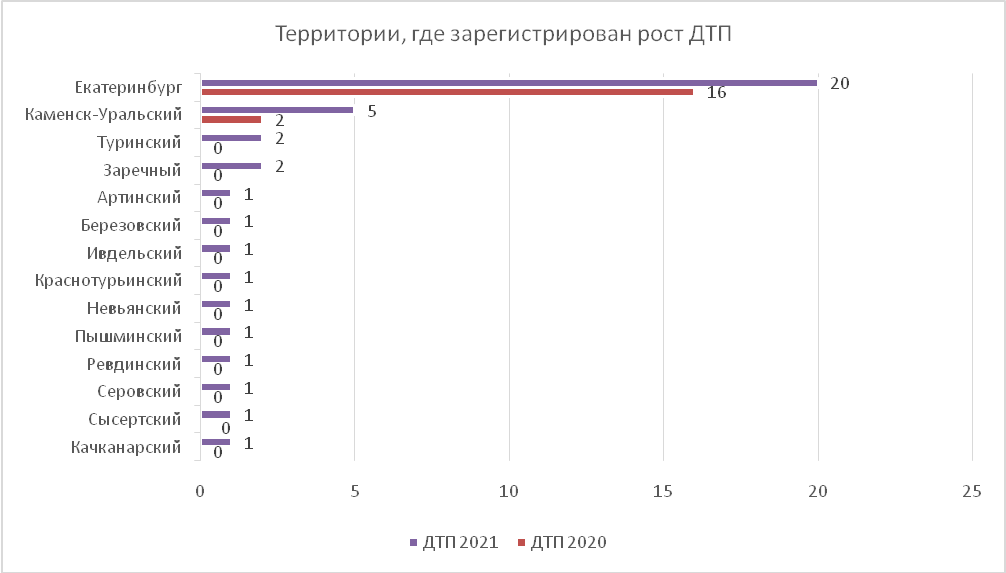 Территории, где зарегистрирован рост ДТП
Екатеринбург 20
16
Каменск-Уральский 5
2
Туринский 2
0
Заречный 2
0
Артинский 1
0
Березовский 1
0
Ивдельский 1
0
Краснотурьинский 1
0
Невьянский 1
0
Пышминский 1
0
Ревдинский 1
0
Серовский 1
0
Сысертский 1
0
Качканарский 1
0
0 5 10 15 20 25
ДТП 2021 ДТП 2020